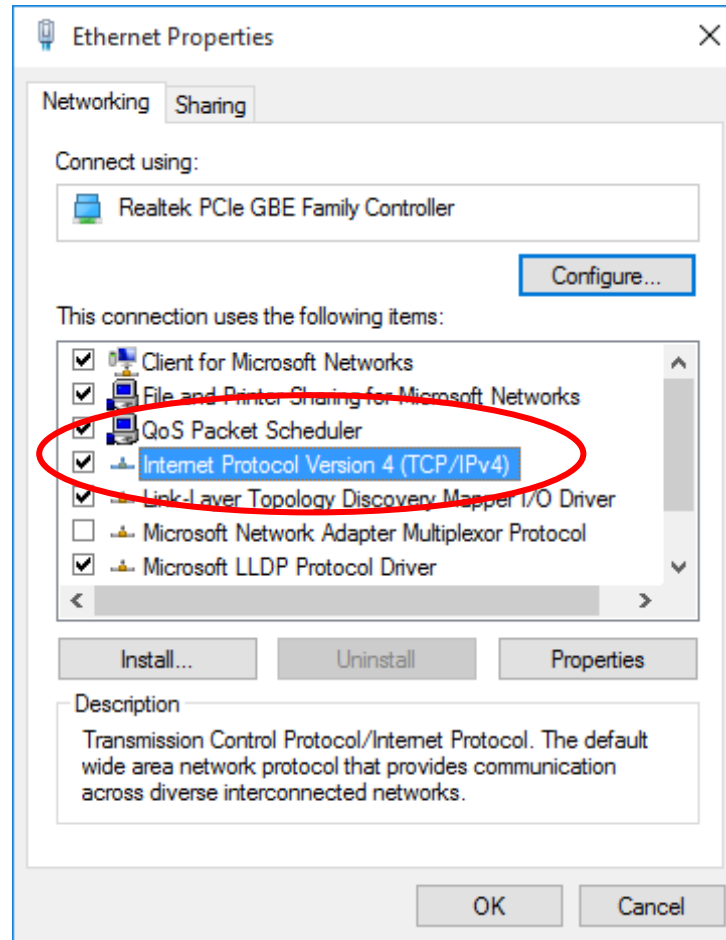 Ethernet Properties
Networking
Sharing
Connect using:
Realtek PCIe GBE Family Controller
Configure...
This connection uses the following items:
Client for Microsoft Networks
File and Printer Sharing for Microsoft Networks
QoS Packet Scheduler
Internet Protocol Version 4 (TCP/IPv4)
Link-Layer Topology Discovery Mapper I/O Driver
Microsoft Network Adapter Multiplexor Protocol
Microsoft LLDP Protocol Driver
Install...
Uninstall
Properties
Description
Transmission Control Protocol/Internet Protocol. The default
wide area network protocol that provides communication
across diverse interconnected networks.
OK
Cancel